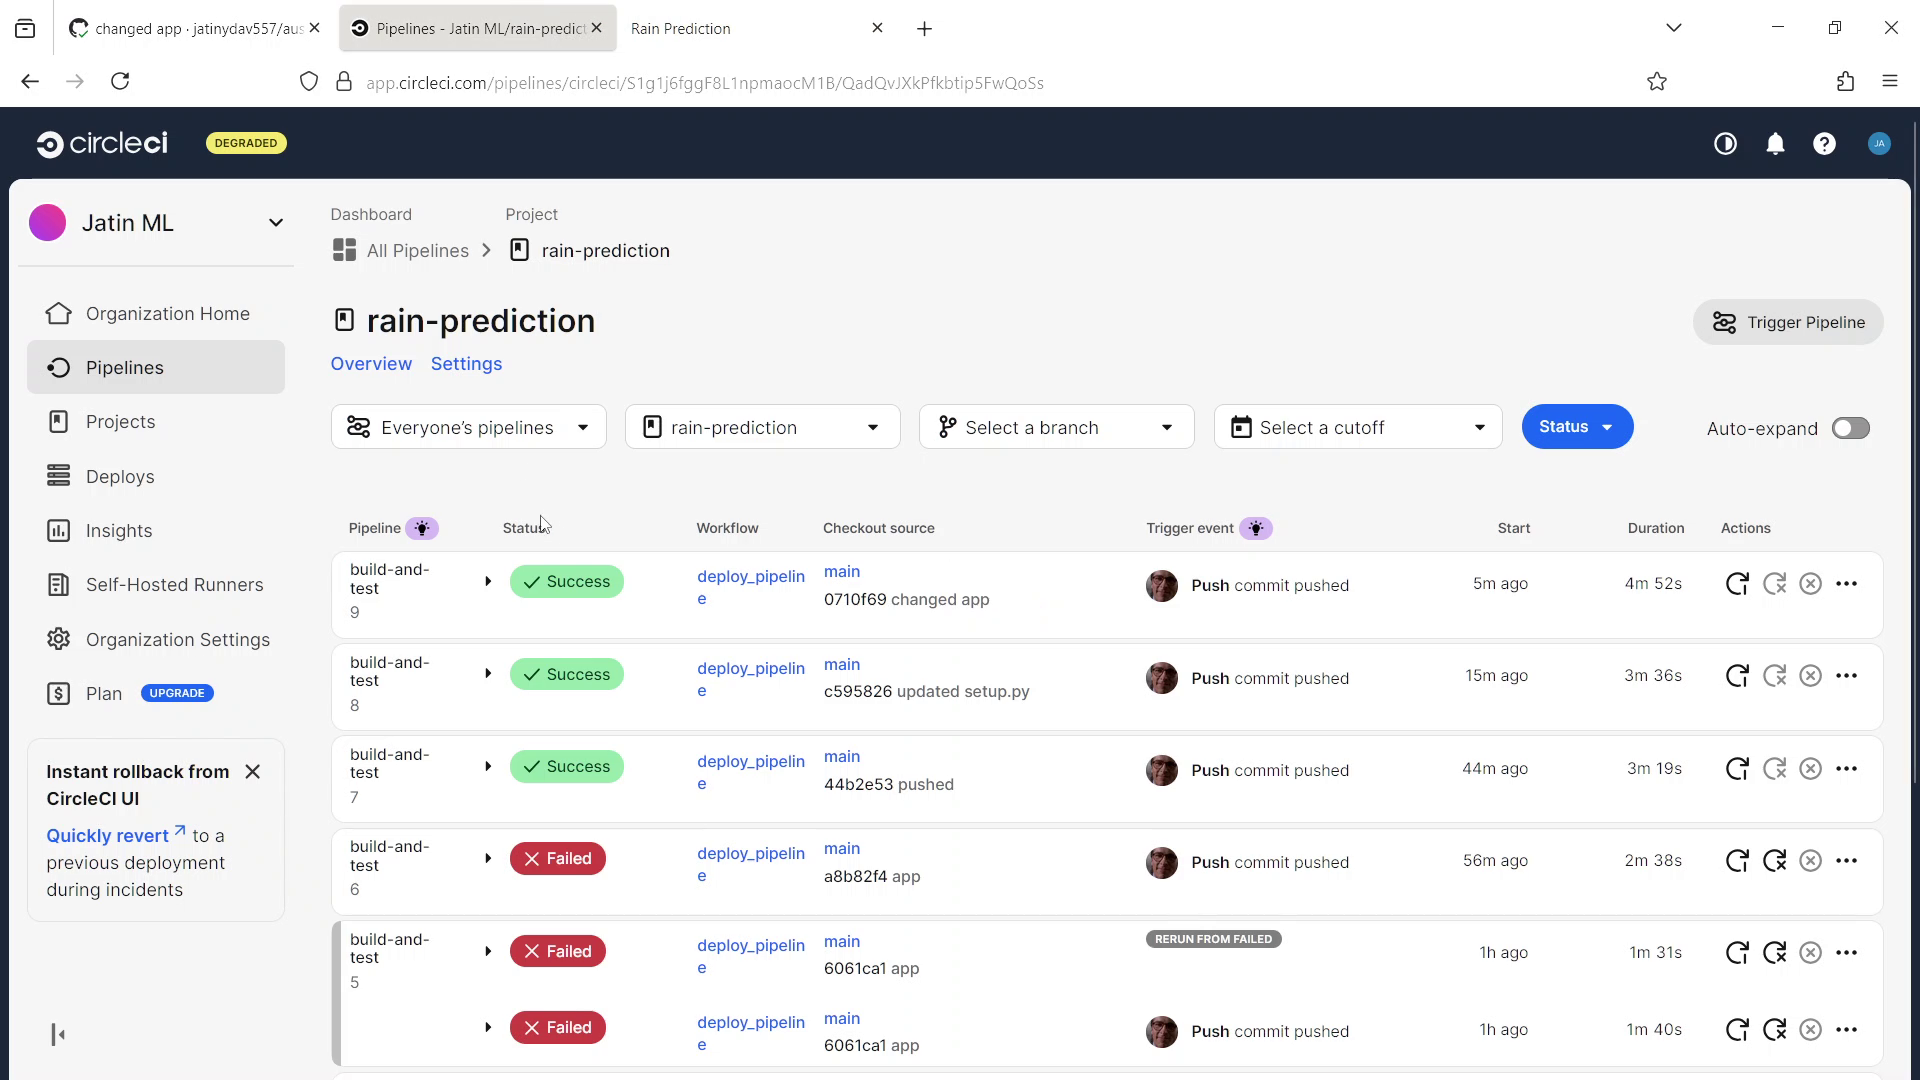 changed app · jatinydav557/aus
Pipelines - Jatin ML/rain-predict
Rain Prediction
app.circleci.com/pipelines/circleci/S1g1j6fggF8L1npmaocM1B/QadQvJXkPfkbtip5FwQoSs
circleci
DEGRADED
JA
Jatin ML
Organization Home
Pipelines
Projects
Deploys
Insights
Self-Hosted Runners
Organization Settings
Plan UPGRADE
Instant rollback from
CircleCI UI
Quickly revert to a
previous deployment
during incidents
Dashboard Project
All Pipelines rain-prediction
rain-prediction
Trigger Pipeline
Overview Settings
Everyone's pipelines rain-prediction Select a branch Select a cutoff Status Auto-expand
Pipeline Status Workflow Checkout source Trigger event Start Duration Actions
build-and-
test
9
Success
deploy_pipelin
e
main
0710f69 changed app
Push commit pushed
5m ago
4m 52s
build-and-
test
8
Success
deploy_pipelin
e
main
c595826 updated setup.py
Push commit pushed
15m ago
3m 36s
build-and-
test
7
Success
deploy_pipelin
e
main
44b2e53 pushed
Push commit pushed
44m ago
3m 19s
build-and-
test
6
Failed
deploy_pipelin
e
main
a8b82f4 app
Push commit pushed
56m ago
2m 38s
build-and-
test
5
Failed
deploy_pipelin
e
main
6061ca1 app
RERUN FROM FAILED
1h ago
1m 31s
Failed
deploy_pipelin
e
main
6061ca1 app
Push commit pushed
1h ago
1m 40s